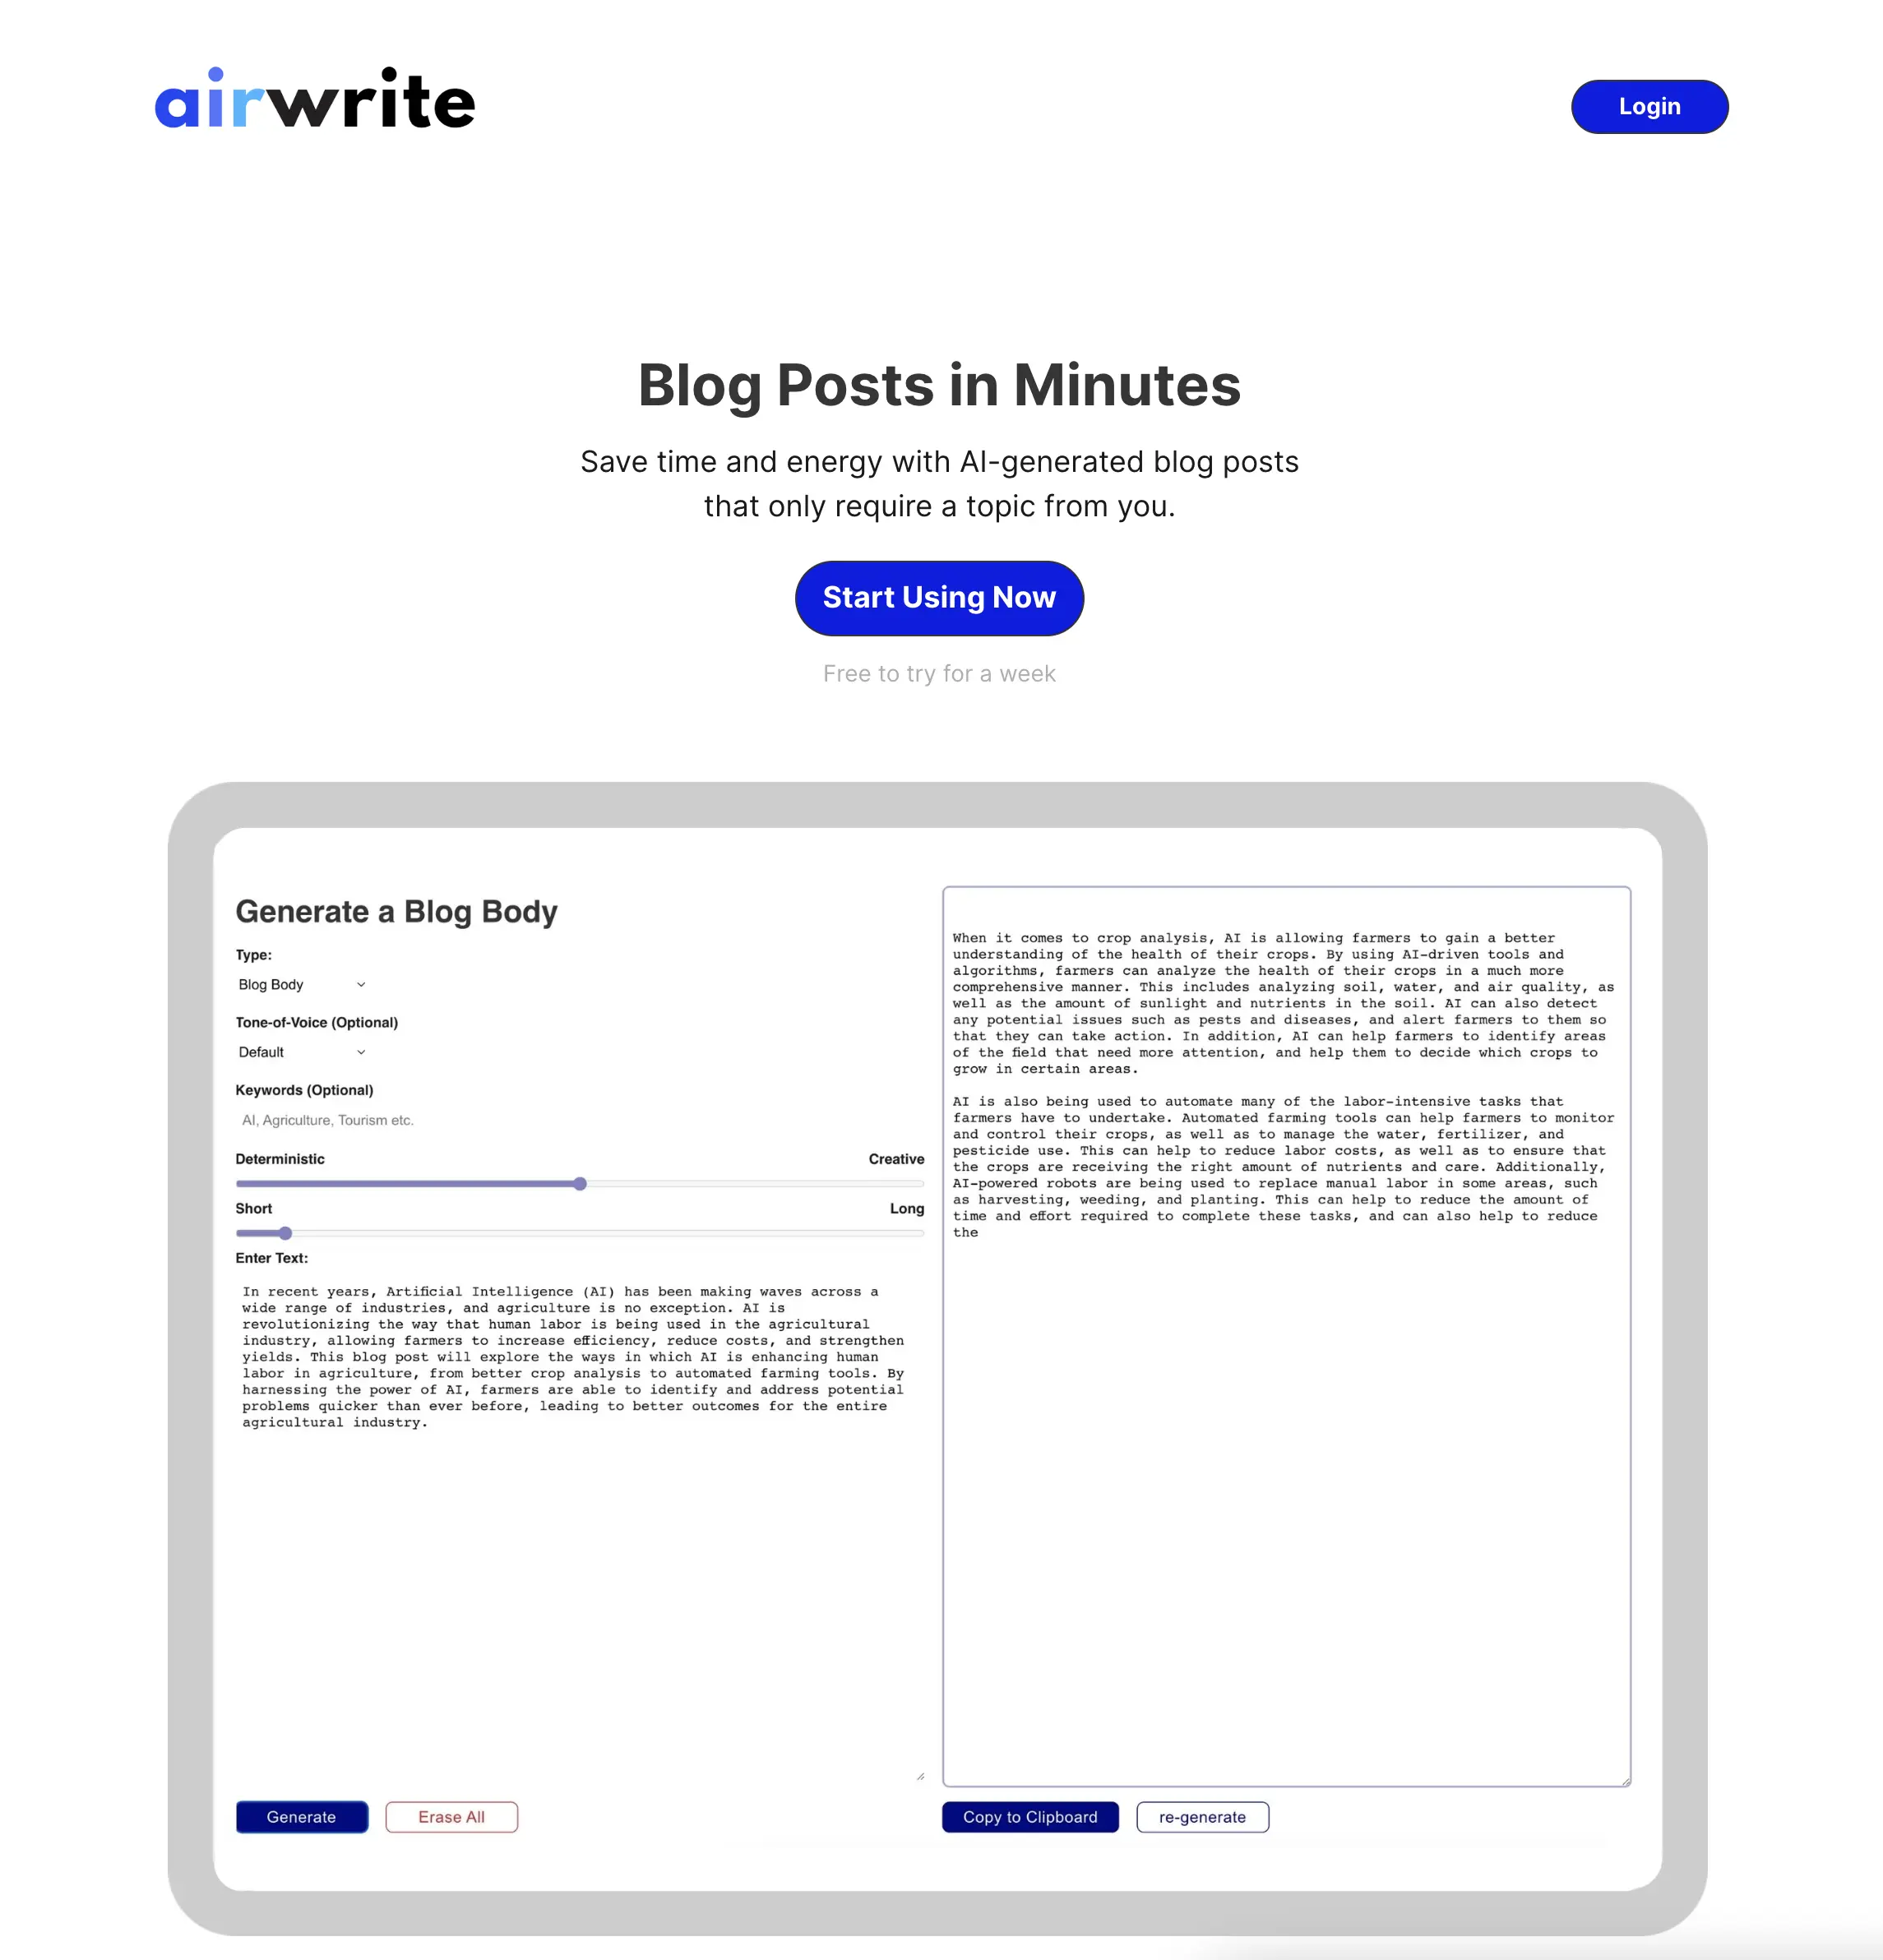 airwrite
Login
Blog Posts in Minutes
Save time and energy with AI-generated blog posts
that only require a topic from you.
Start Using Now
Free to try for a week
Generate a Blog Body
Type:
Blog Body
Tone-of-Voice (Optional)
Default
Keywords (Optional)
AI, Agriculture, Tourism etc.
Deterministic
Creative
Short
Long
Enter Text:
In recent years, Artificial Intelligence (AI) has been making waves across a
wide range of industries, and agriculture is no exception. AI is
revolutionizing the way that human labor is being used in the agricultural
industry, allowing farmers to increase efficiency, reduce costs, and strengthen
yields. This blog post will explore the ways in which AI is enhancing human
labor in agriculture, from better crop analysis to automated farming tools. By
harnessing the power of AI, farmers are able to identify and address potential
problems quicker than ever before, leading to better outcomes for the entire
agricultural industry.
Generate
Erase All
When it comes to crop analysis, AI is allowing farmers to gain a better
understanding of the health of their crops. By using AI-driven tools and
algorithms, farmers can analyze the health of their crops in a much more
comprehensive manner. This includes analyzing soil, water, and air quality, as
well as the amount of sunlight and nutrients in the soil. AI can also detect
any potential issues such as pests and diseases, and alert farmers to them so
that they can take action. In addition, AI can help farmers to identify areas
of the field that need more attention, and help them to decide which crops to
grow in certain areas.
AI is also being used to automate many of the labor-intensive tasks that
farmers have to undertake. Automated farming tools can help farmers to monitor
and control their crops, as well as to manage the water, fertilizer, and
pesticide use. This can help to reduce labor costs, as well as to ensure that
the crops are receiving the right amount of nutrients and care. Additionally,
AI-powered robots are being used to replace manual labor in some areas, such
as harvesting, weeding, and planting. This can help to reduce the amount of
time and effort required to complete these tasks, and can also help to reduce
the
Copy to Clipboard
re-generate